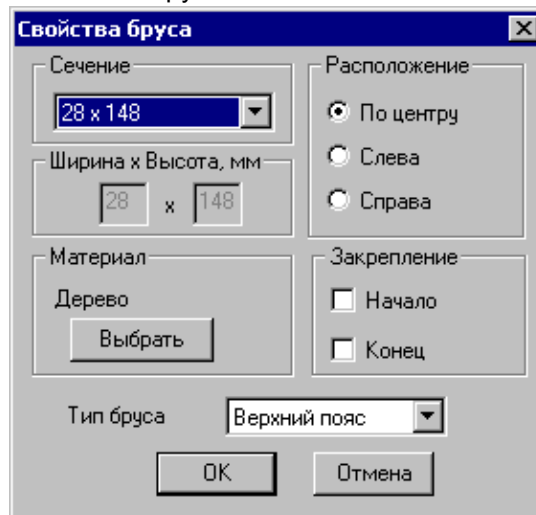 Свойства бруса
Сечение
28 x 148
Ширина x Высота, мм
28 x 148
Материал
Дерево
Выбрать
Расположение
По центру
Слева
Справа
Закрепление
Начало
Конец
Тип бруса
Верхний пояс
OK
Отмена